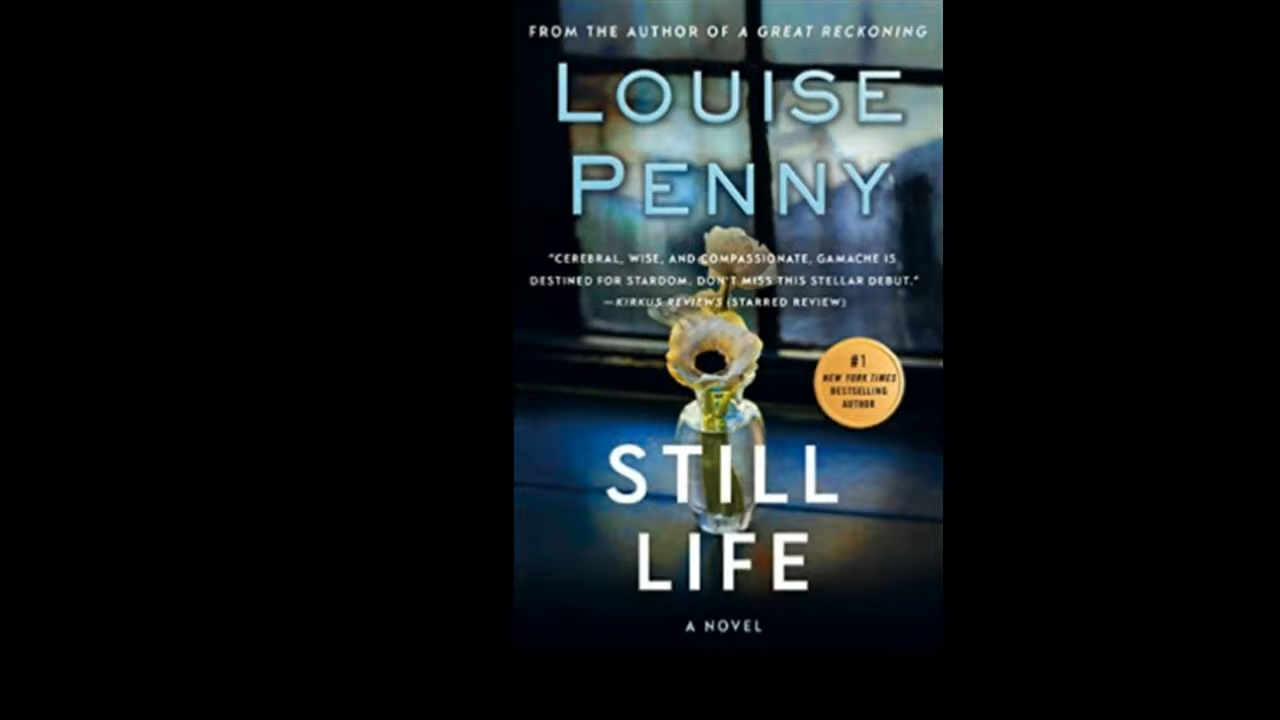 FROM THE AUTHOR OF A GREAT RECKONING
LOUISE
PENNY
"CEREBRAL, WISE, AND COMPASSIONATE, GAMACHE IS
DESTINED FOR STARDOM. DON'T MISS THIS STELLAR DEBUT."
—KIRKUS REVIEWS (STARRED REVIEW)
#1
NEW YORK TIMES
BESTSELLING
AUTHOR
STILL
LIFE
A NOVEL